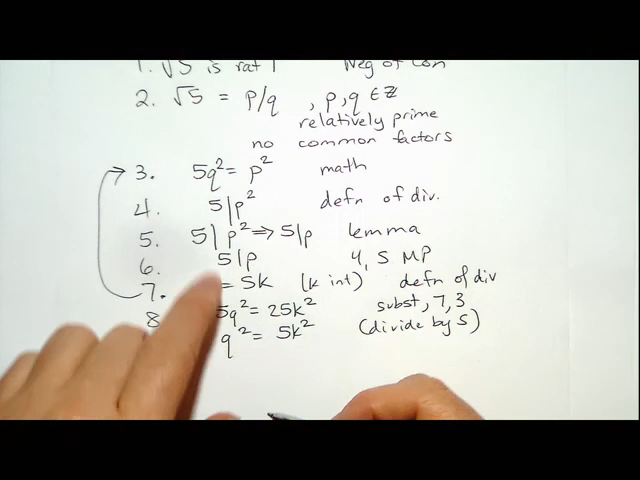 1. √5 is rat'l Neg of Con
2. √5 = p/q , p, q ∈ ℤ
relatively prime
no common factors
3. 5q² = p² math
4. 5|p² defn of div.
5. 5|p² ⇒ 5|p lemma
6. 5|p 4, 5 MP
7. = 5k (k int) defn of div
8 5q² = 25k² subst, 7, 3
q² = 5k² (divide by 5)